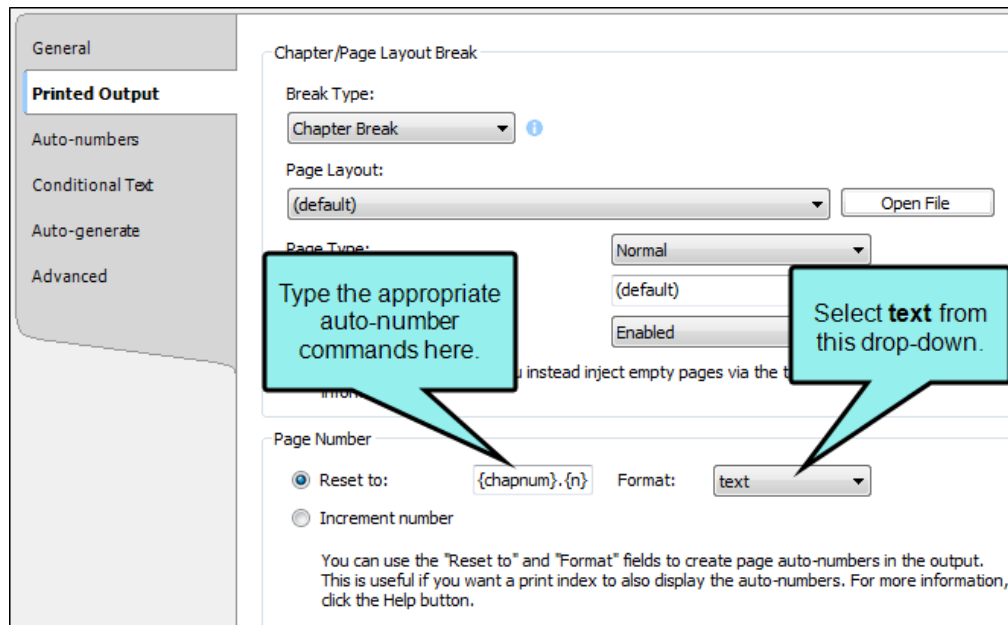 General
Printed Output
Auto-numbers
Conditional Text
Auto-generate
Advanced
Chapter/Page Layout Break
Break Type:
Chapter Break
Page Layout:
(default)
Open File
Page Type:
Normal
(default)
Enabled
Type the appropriate
auto-number
commands here.
Select text from
this drop-down.
instead inject empty pages via the
Page Number
Reset to:
{chapnum}.{n}
Format:
text
Increment number
You can use the "Reset to" and "Format" fields to create page auto-numbers in the output.
This is useful if you want a print index to also display the auto-numbers. For more information,
click the Help button.